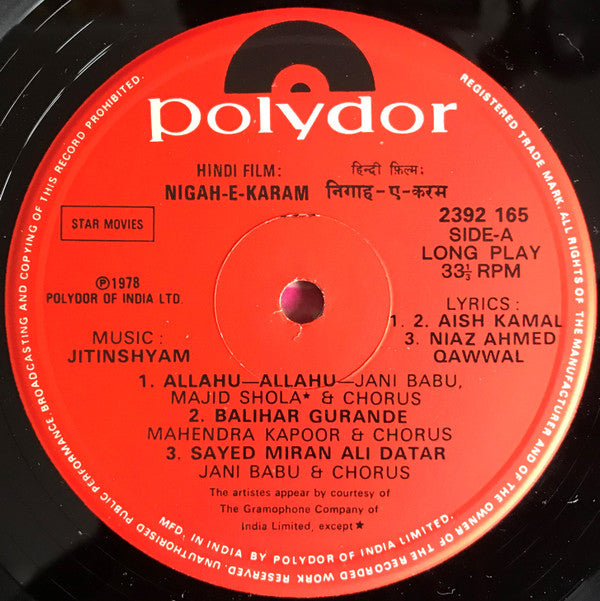 polydor
HINDI FILM: हिन्दी फ़िल्म:
NIGAH-E-KARAM निगाह-ए-करम
STAR MOVIES
2392 165
SIDE-A
LONG PLAY
33⅓ RPM
Ⓟ1978
POLYDOR OF INDIA LTD.
MUSIC:
JITINSHYAM
LYRICS:
1. 2. AISH KAMAL
3. NIAZ AHMED
QAWWAL
1. ALLAHU—ALLAHU—JANI BABU,
MAJID SHOLA* & CHORUS
2. BALIHAR GURANDE
MAHENDRA KAPOOR & CHORUS
3. SAYED MIRAN ALI DATAR
JANI BABU & CHORUS
The artistes appear by courtesy of
The Gramophone Company of
India Limited, except★
REGISTERED TRADE MARK. ALL RIGHTS OF THE MANUFACTURER AND OF THE OWNER OF THE RECORDED WORK RESERVED. UNAUTHORISED PUBLIC PERFORMANCE BROADCASTING AND COPYING OF THIS RECORD PROHIBITED.
MFD. IN INDIA BY POLYDOR OF INDIA LIMITED.